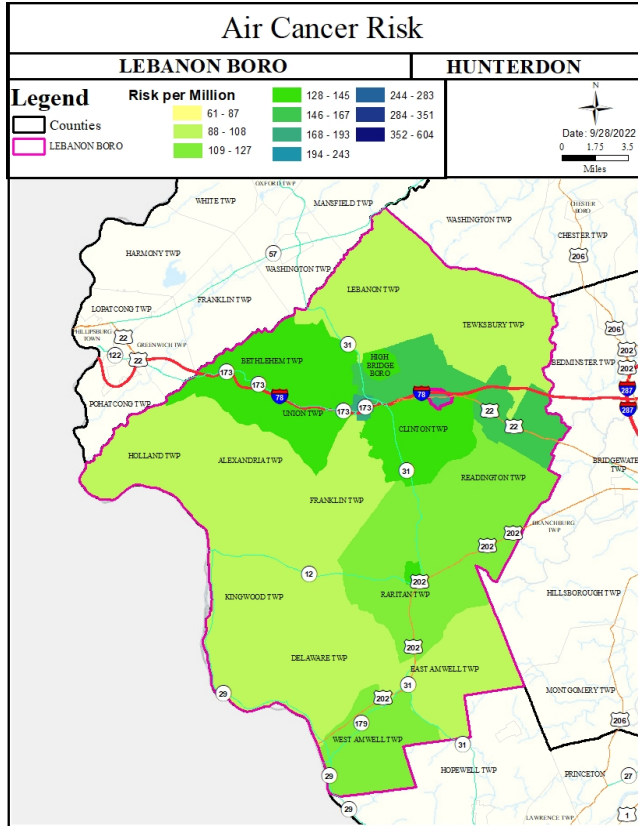 Air Cancer Risk
LEBANON BORO
HUNTERDON
Legend
Counties
LEBANON BORO
Risk per Million
61 - 87
88 - 108
109 - 127
128 - 145
146 - 167
168 - 193
194 - 243
244 - 283
284 - 351
352 - 604
N
Date: 9/28/2022
0 1.75 3.5
Miles
OXFORD TWP
WHITE TWP
MANSFIELD TWP
WASHINGTON TWP
CHESTER
BORO
CHESTER TWP
206
HARMONY TWP
57
WASHINGTON TWP
LEBANON TWP
FRANKLIN TWP
LOPATCONG TWP
TEWKSBURY TWP
PHILLIPSBURG
TOWN
22
GREENWICH TWP
122
22
31
206
202
BETHLEHEM TWP
HIGH
BRIDGE
BORO
BEDMINSTER TWP
202
173
173
78
78
287
287
POHATCONG TWP
UNION TWP
173
173
22
22
CLINTON TWP
HOLLAND TWP
ALEXANDRIA TWP
31
READINGTON TWP
BRIDGEWATER
TWP
FRANKLIN TWP
BRANCHBURG
TWP
202
202
12
202
KINGWOOD TWP
RARITAN TWP
HILLSBOROUGH TWP
202
DELAWARE TWP
EAST AMWELL TWP
31
29
202
MONTGOMERY TWP
179
206
WEST AMWELL TWP
31
HOPEWELL TWP
29
PRINCETON
27
29
LAWRENCE TWP
1